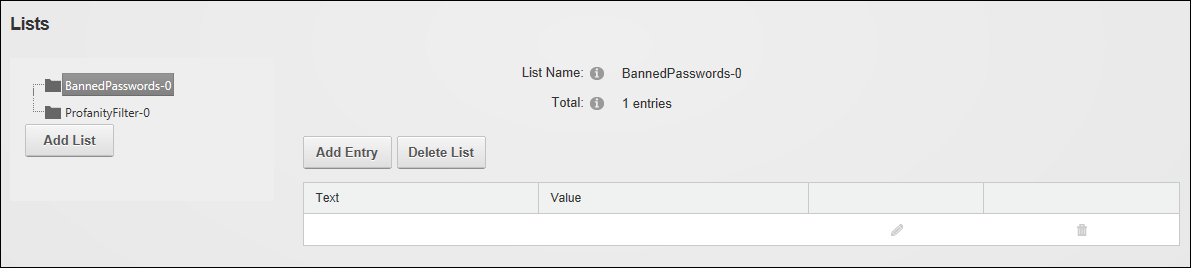 Lists
BannedPasswords-0
ProfanityFilter-0
Add List
List Name: BannedPasswords-0
Total: 1 entries
Add Entry Delete List
Text Value